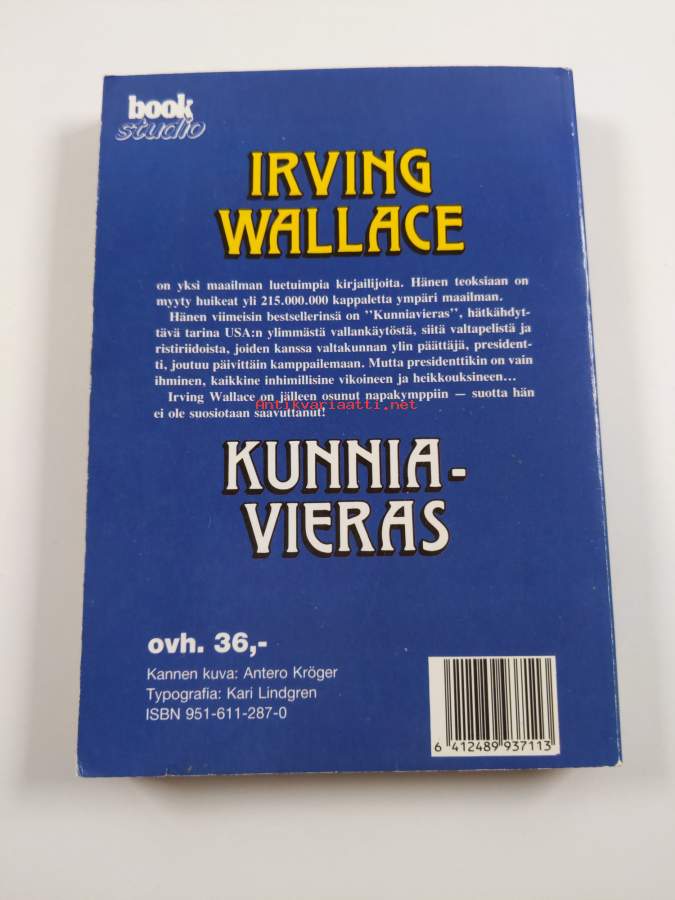 book
studio
IRVING
WALLACE
on yksi maailman luetuimpia kirjailijoita. Hänen teoksiaan on
myyty huikeat yli 215.000.000 kappaletta ympäri maailman.
Hänen viimeisin bestsellerinsä on "Kunniavieras", hätkähdyt-
tävä tarina USA:n ylimmästä vallankäytöstä, siitä valtapelistä ja
ristiriidoista, joiden kanssa valtakunnan ylin päättäjä, president-
ti, joutuu päivittäin kamppailemaan. Mutta presidenttikin on vain
ihminen, kaikkine inhimillisine vikoineen ja heikkouksineen...
Irving Wallace on jälleen osunut napakymppiin — suotta hän
ei ole suosiotaan saavuttanut!
Antikvariaatti.net
KUNNIA-
VIERAS
ovh. 36,-
Kannen kuva: Antero Kröger
Typografia: Kari Lindgren
ISBN 951-611-287-0
6 412489 937113